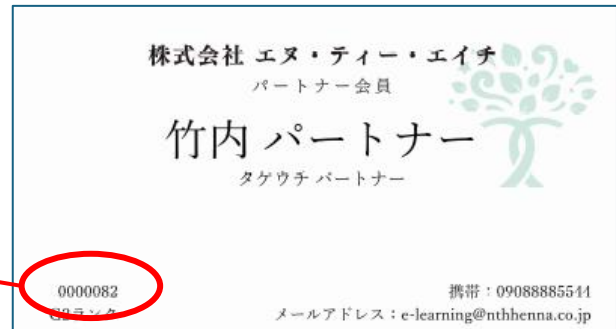 株式会社 エヌ・ティー・エイチ
パートナー会員
竹内 パートナー
タケウチ パートナー
0000082
携帯：09088885544
メールアドレス：e-learning@nthhenna.co.jp